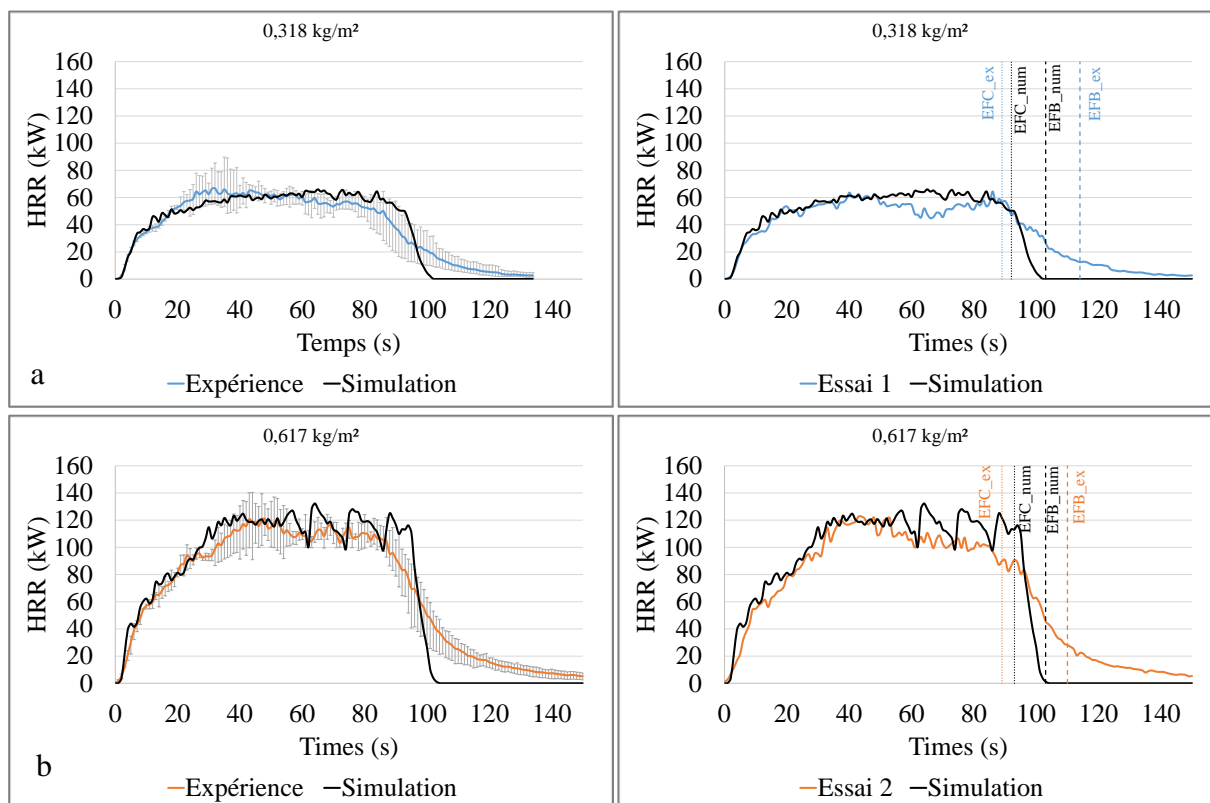 0,318 kg/m²
HRR (kW)
160
140
120
100
80
60
40
20
0
0 20 40 60 80 100 120 140
Temps (s)
a
Expérience Simulation
0,318 kg/m²
HRR (kW)
160
140
120
100
80
60
40
20
0
EFC_ex
EFC_num
EFB_num
EFB_ex
0 20 40 60 80 100 120 140
Times (s)
Essai 1 Simulation
0,617 kg/m²
HRR (kW)
160
140
120
100
80
60
40
20
0
0 20 40 60 80 100 120 140
Times (s)
b
Expérience Simulation
0,617 kg/m²
HRR (kW)
160
140
120
100
80
60
40
20
0
EFC_ex
EFC_num
EFB_num
EFB_ex
0 20 40 60 80 100 120 140
Times (s)
Essai 2 Simulation